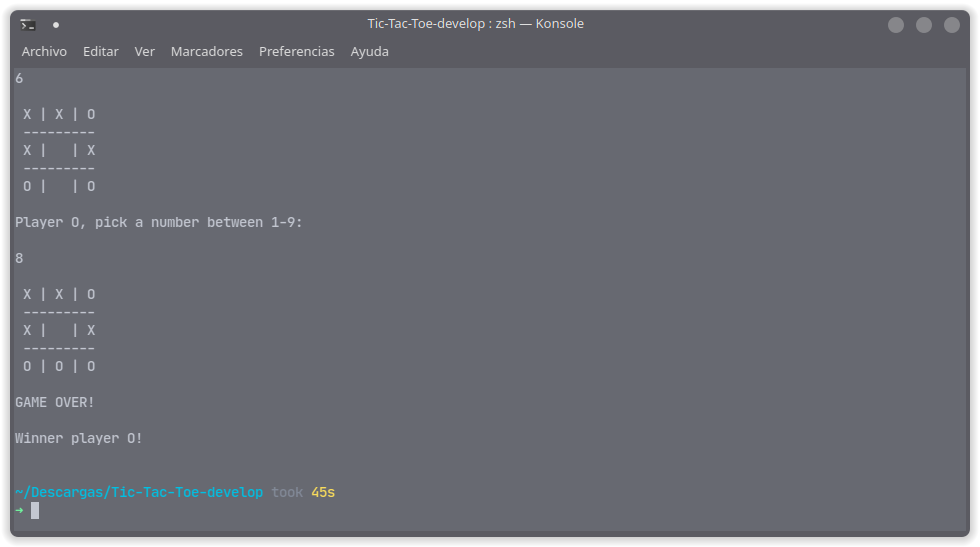 Tic-Tac-Toe-develop : zsh — Konsole
Archivo Editar Ver Marcadores Preferencias Ayuda
6
X | X | O
---------
X |   | X
---------
O |   | O
Player O, pick a number between 1-9:
8
X | X | O
---------
X |   | X
---------
O | O | O
GAME OVER!
Winner player O!
~/Descargas/Tic-Tac-Toe-develop took 45s
➜